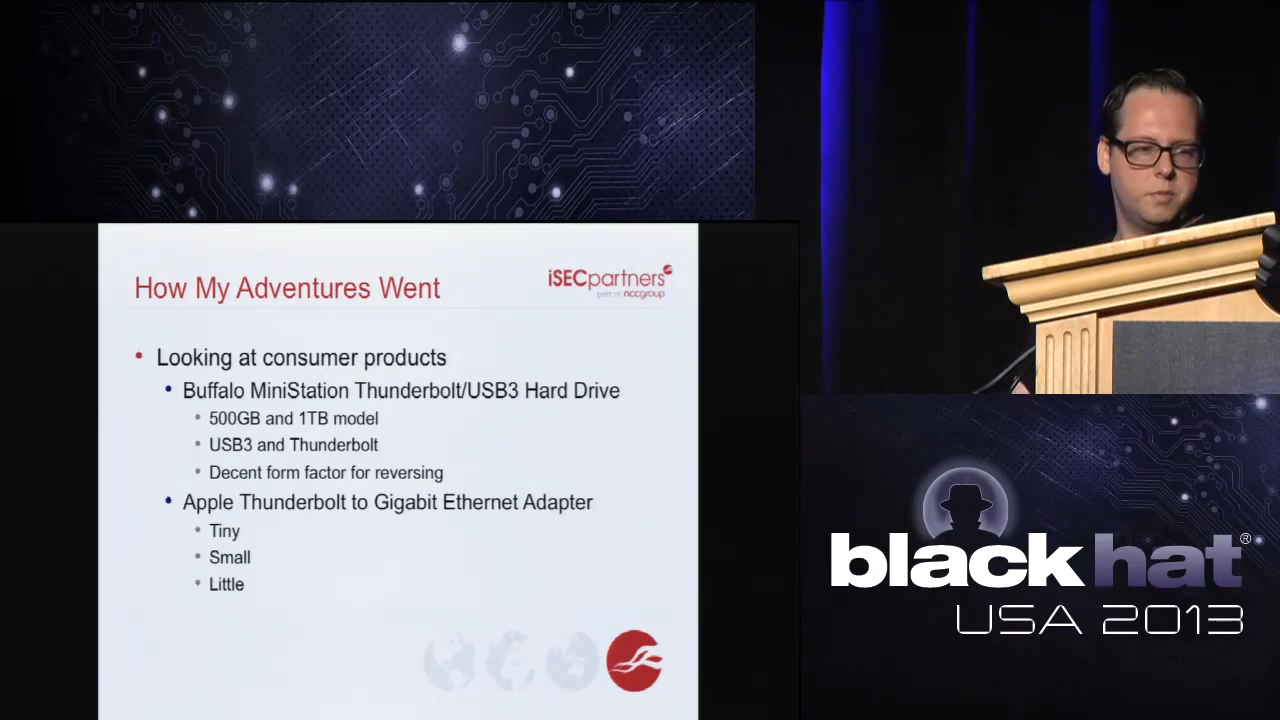 How My Adventures Went
iSECpartners
part of nccgroup
• Looking at consumer products
• Buffalo MiniStation Thunderbolt/USB3 Hard Drive
• 500GB and 1TB model
• USB3 and Thunderbolt
• Decent form factor for reversing
• Apple Thunderbolt to Gigabit Ethernet Adapter
• Tiny
• Small
• Little
black hat®
USA 2013